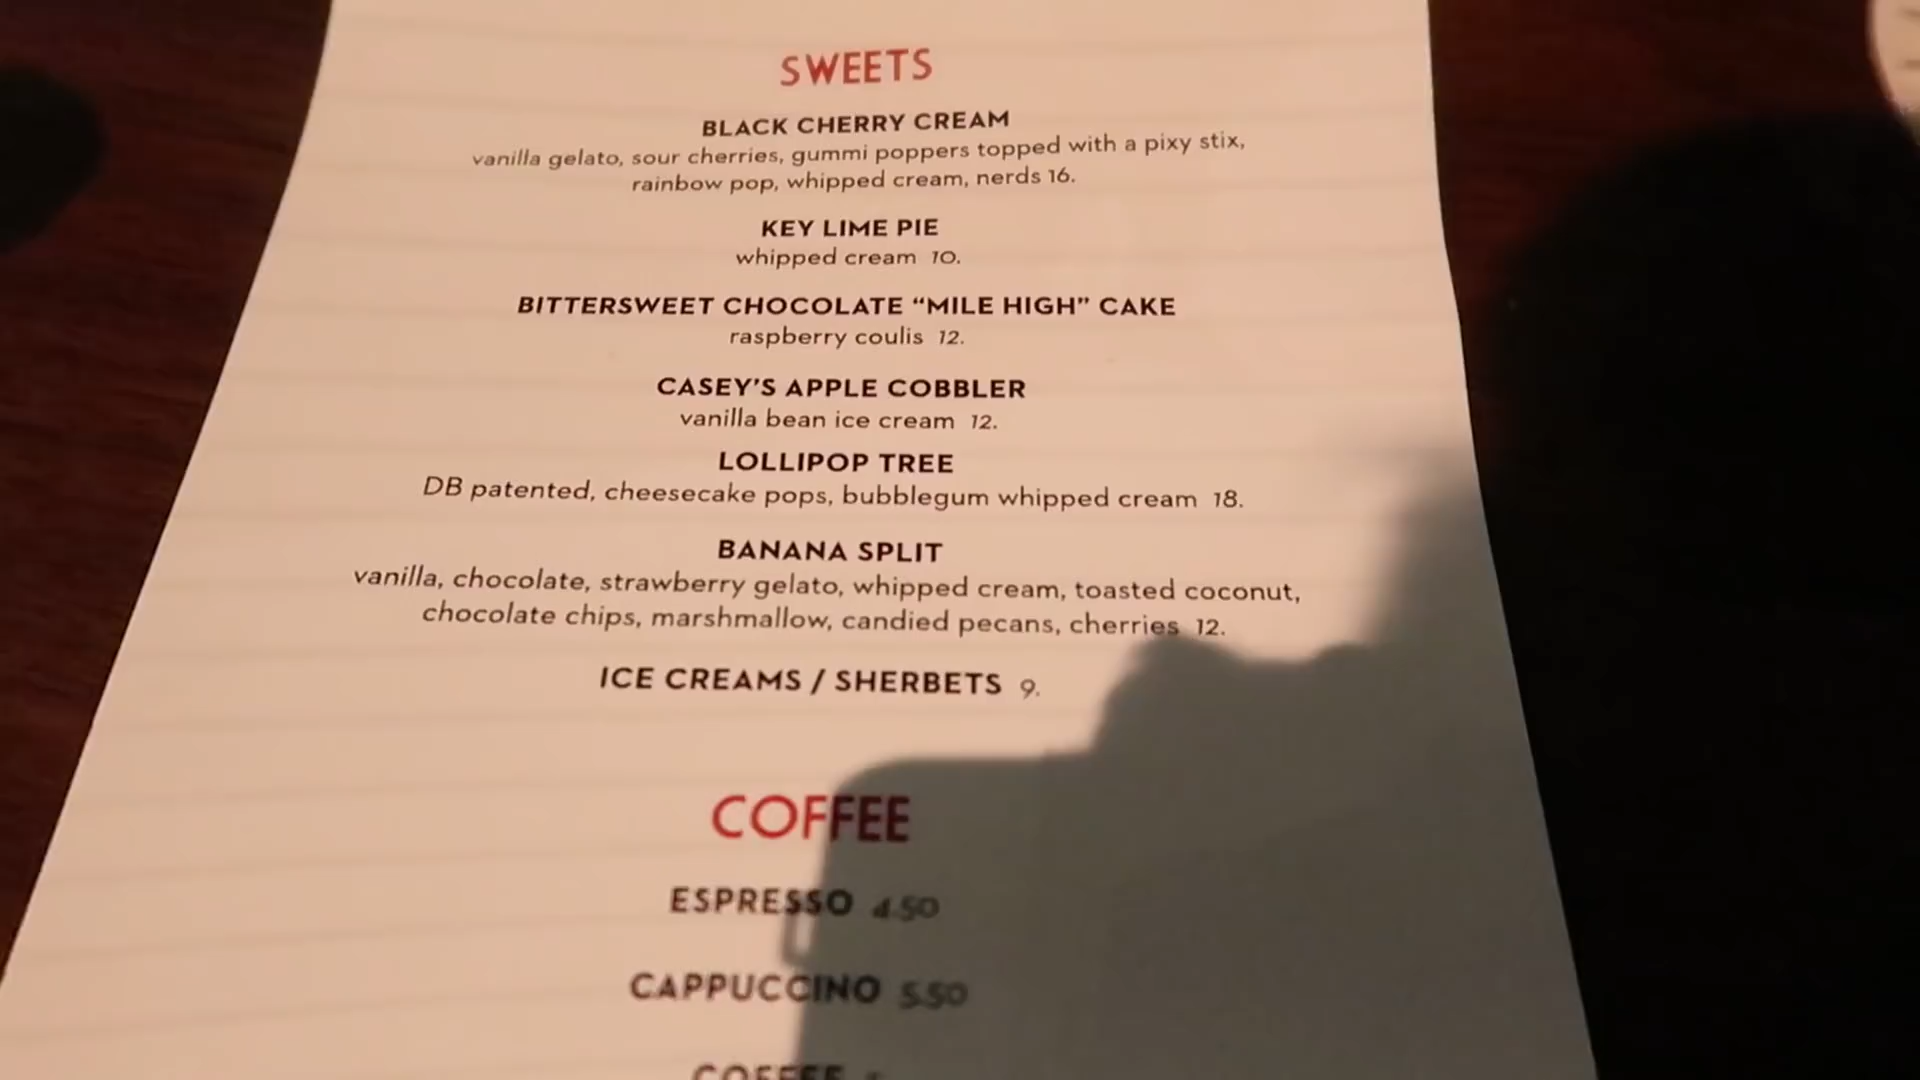 SWEETS
BLACK CHERRY CREAM
vanilla gelato, sour cherries, gummi poppers topped with a pixy stix,
rainbow pop, whipped cream, nerds 16.
KEY LIME PIE
whipped cream 10.
BITTERSWEET CHOCOLATE “MILE HIGH” CAKE
raspberry coulis 12.
CASEY'S APPLE COBBLER
vanilla bean ice cream 12.
LOLLIPOP TREE
DB patented, cheesecake pops, bubblegum whipped cream 18.
BANANA SPLIT
vanilla, chocolate, strawberry gelato, whipped cream, toasted coconut,
chocolate chips, marshmallow, candied pecans, cherries 12.
ICE CREAMS / SHERBETS 9.
COFFEE
ESPRESSO 4.50
CAPPUCCINO 5.50
COFFEE